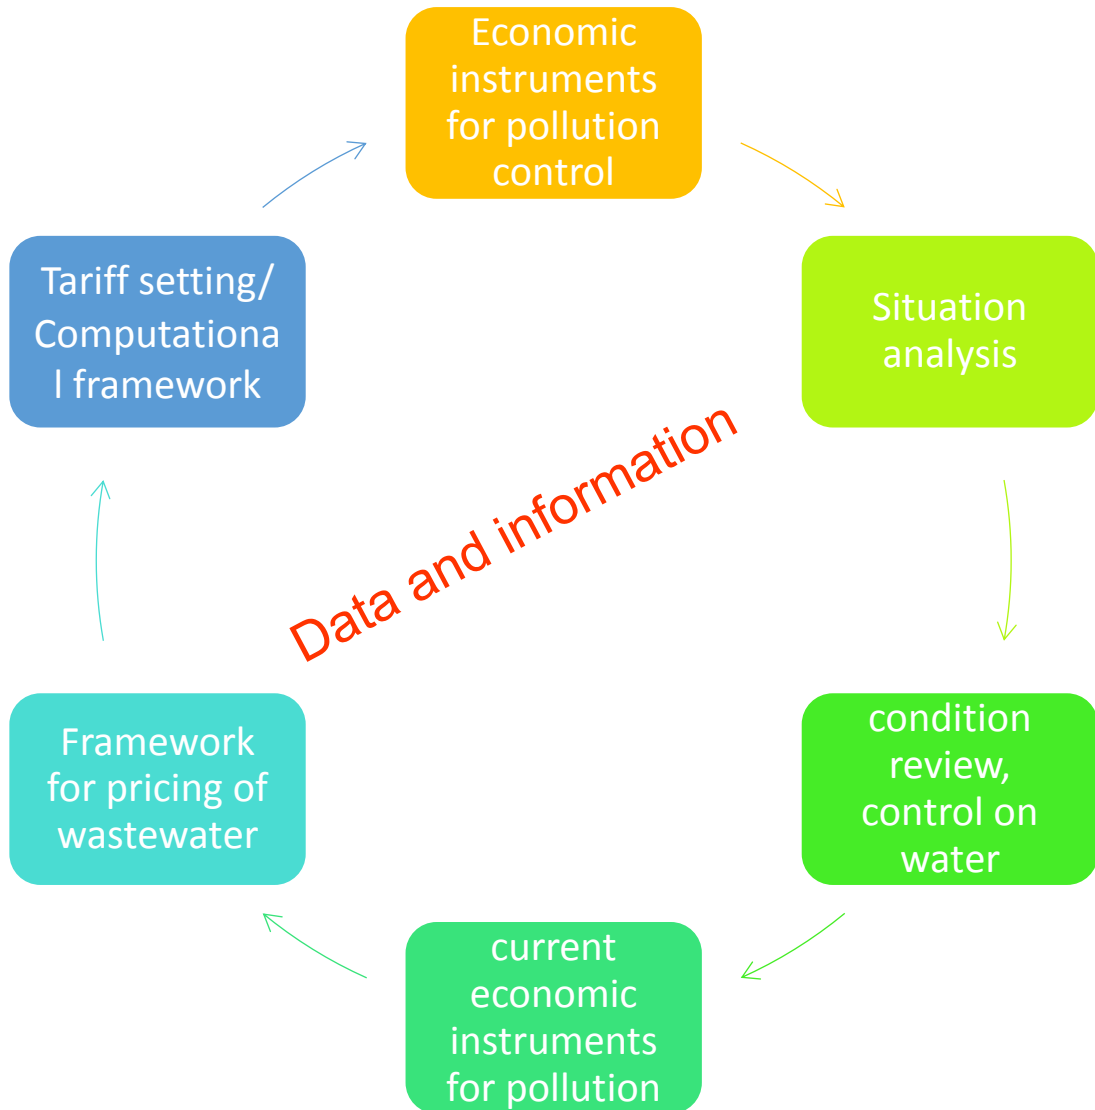 Economic
instruments
for pollution
control
Situation
analysis
condition
review,
control on
water
current
economic
instruments
for pollution
Framework
for pricing of
wastewater
Tariff setting/
Computationa
l framework
Data and information